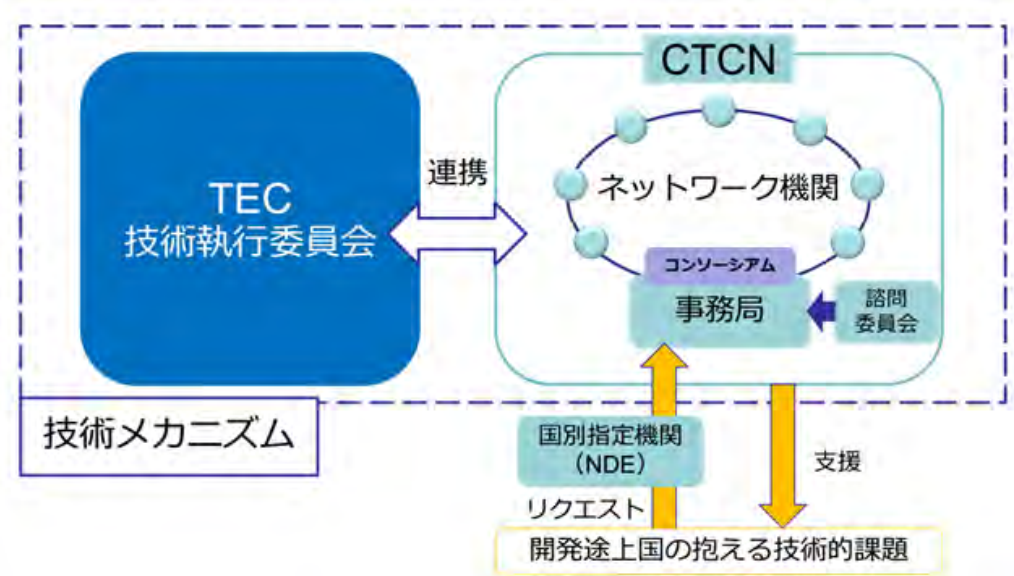 CTCN
TEC
技術執行委員会
連携
ネットワーク機関
コンソーシアム
事務局
諮問
委員会
技術メカニズム
国別指定機関
（NDE）
リクエスト
支援
開発途上国の抱える技術的課題